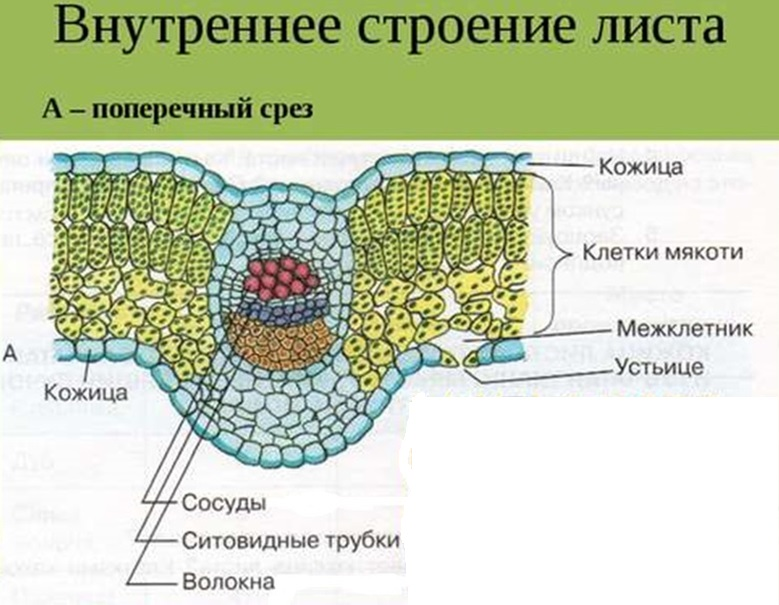 Внутреннее строение листа
А – поперечный срез
Кожица
Клетки мякоти
Межклетник
А
Устьице
Кожица
Сосуды
Ситовидные трубки
Волокна